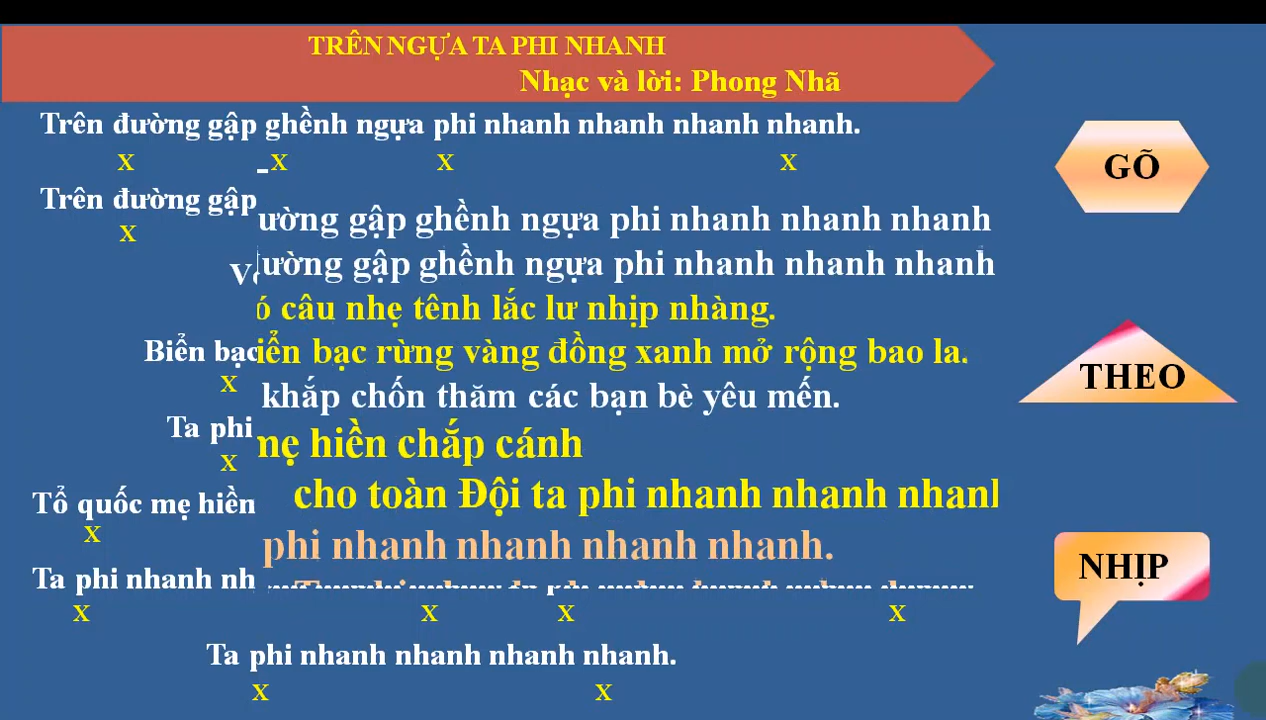 TRÊN NGỰA TA PHI NHANH
Nhạc và lời: Phong Nhã
Trên đường gập ghềnh ngựa phi nhanh nhanh nhanh nhanh.
x x x x
GÕ
Trên đường gập
x
ường gập ghềnh ngựa phi nhanh nhanh nhanh
ường gập ghềnh ngựa phi nhanh nhanh nhanh
ó câu nhẹ tênh lắc lư nhịp nhàng.
Biển bạc
iển bạc rừng vàng đồng xanh mở rộng bao la.
x
THEO
khắp chốn thăm các bạn bè yêu mến.
Ta phi
mẹ hiền chắp cánh
x
Tổ quốc mẹ hiền
cho toàn Đội ta phi nhanh nhanh nhanh
x
phi nhanh nhanh nhanh nhanh.
NHỊP
Ta phi nhanh nh
x x x x
Ta phi nhanh nhanh nhanh nhanh.
x x